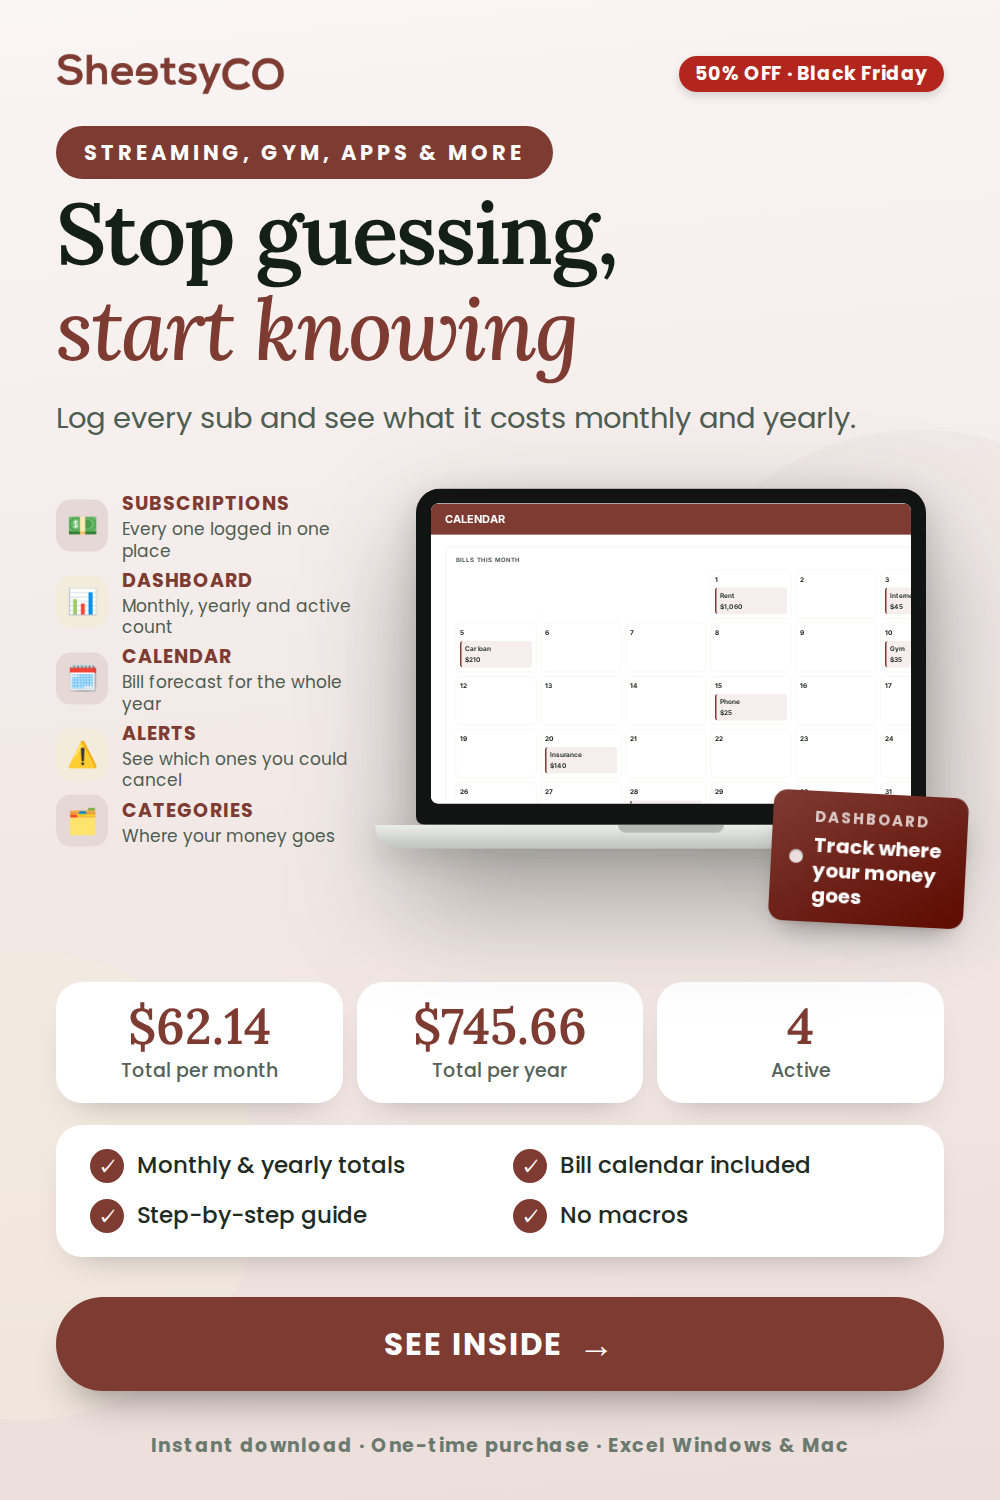 SheetsyCO
50% OFF · Black Friday
STREAMING, GYM, APPS & MORE
Stop guessing,
start knowing
Log every sub and see what it costs monthly and yearly.
SUBSCRIPTIONS
Every one logged in one
place
DASHBOARD
Monthly, yearly and active
count
CALENDAR
Bill forecast for the whole
year
ALERTS
See which ones you could
cancel
CATEGORIES
Where your money goes
CALENDAR
BILLS THIS MONTH
1 2 3
Rent
$1,060
$45
5 6 7 8 9 10
Car loan
$210
Gym
$35
12 13 14 15 16 17
Phone
$25
19 20 21 22 23 24
Insurance
$140
26 27 28 29 31
DASHBOARD
Track where
your money
goes
$62.14
Total per month
$745.66
Total per year
4
Active
✓ Monthly & yearly totals
✓ Bill calendar included
✓ Step-by-step guide
✓ No macros
SEE INSIDE →
Instant download · One-time purchase · Excel Windows & Mac